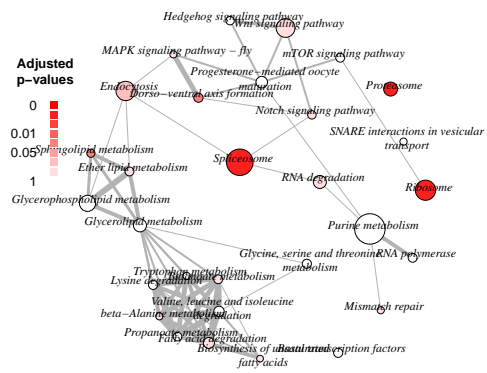 Hedgehog signaling pathway
Wnt signaling pathway
MAPK signaling pathway – fly
mTOR signaling pathway
Adjusted
p−values
Progesterone−mediated oocyte
maturation
Endocytosis
Dorso−ventral axis formation
Proteasome
0
0.01
0.05
1
Notch signaling pathway
SNARE interactions in vesicular
transport
Sphingolipid metabolism
Ether lipid metabolism
Spliceosome
RNA degradation
Ribosome
Glycerophospholipid metabolism
Glycerolipid metabolism
Purine metabolism
Glycine, serine and threonine
metabolism
RNA polymerase
Tryptophan metabolism
metabolism
Lysine degradation
Valine, leucine and isoleucine
degradation
beta−Alanine metabolism
Mismatch repair
Propanoate metabolism
Fatty acid degradation
Biosynthesis of unsaturated
fatty acids
Basal transcription factors